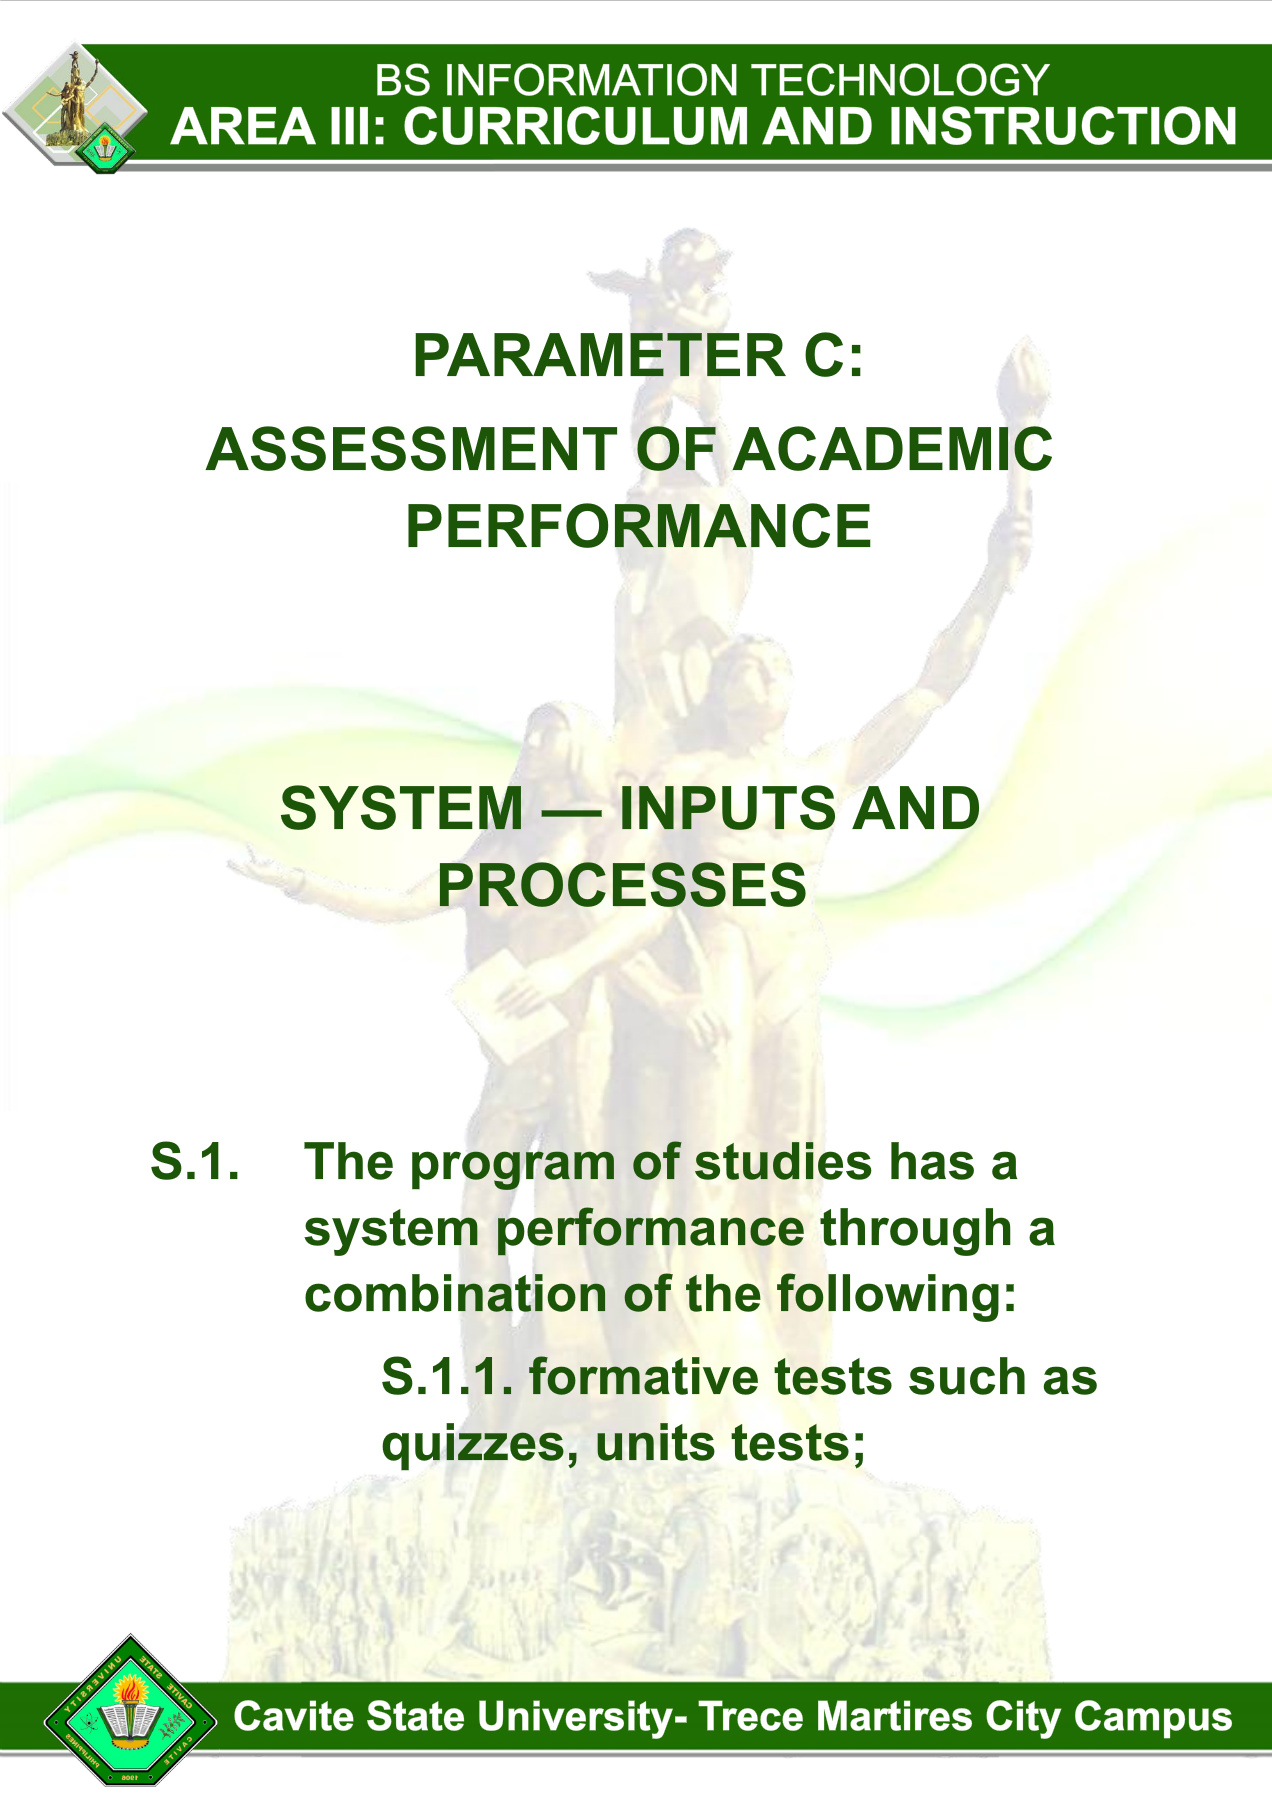 BS INFORMATION TECHNOLOGY
AREA III: CURRICULUM AND INSTRUCTION
PARAMETER C:
ASSESSMENT OF ACADEMIC
PERFORMANCE
SYSTEM — INPUTS AND
PROCESSES
S.1. The program of studies has a
system performance through a
combination of the following:
S.1.1. formative tests such as
quizzes, units tests;
CAVITE STATE UNIVERSITY
CAVITE
PHILIPPINES
1906
Cavite State University- Trece Martires City Campus